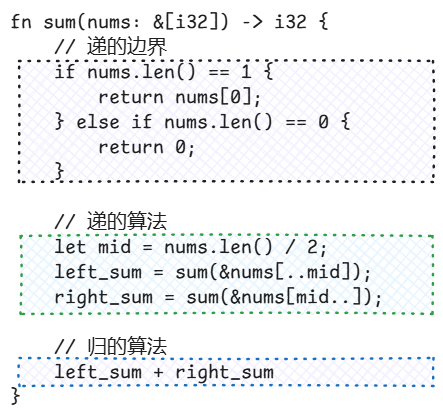 fn sum(nums: &[i32]) -> i32 {
    // 递的边界
    if nums.len() == 1 {
        return nums[0];
    } else if nums.len() == 0 {
        return 0;
    }
    // 递的算法
    let mid = nums.len() / 2;
    left_sum = sum(&nums[..mid]);
    right_sum = sum(&nums[mid..]);
    // 归的算法
    left_sum + right_sum
}